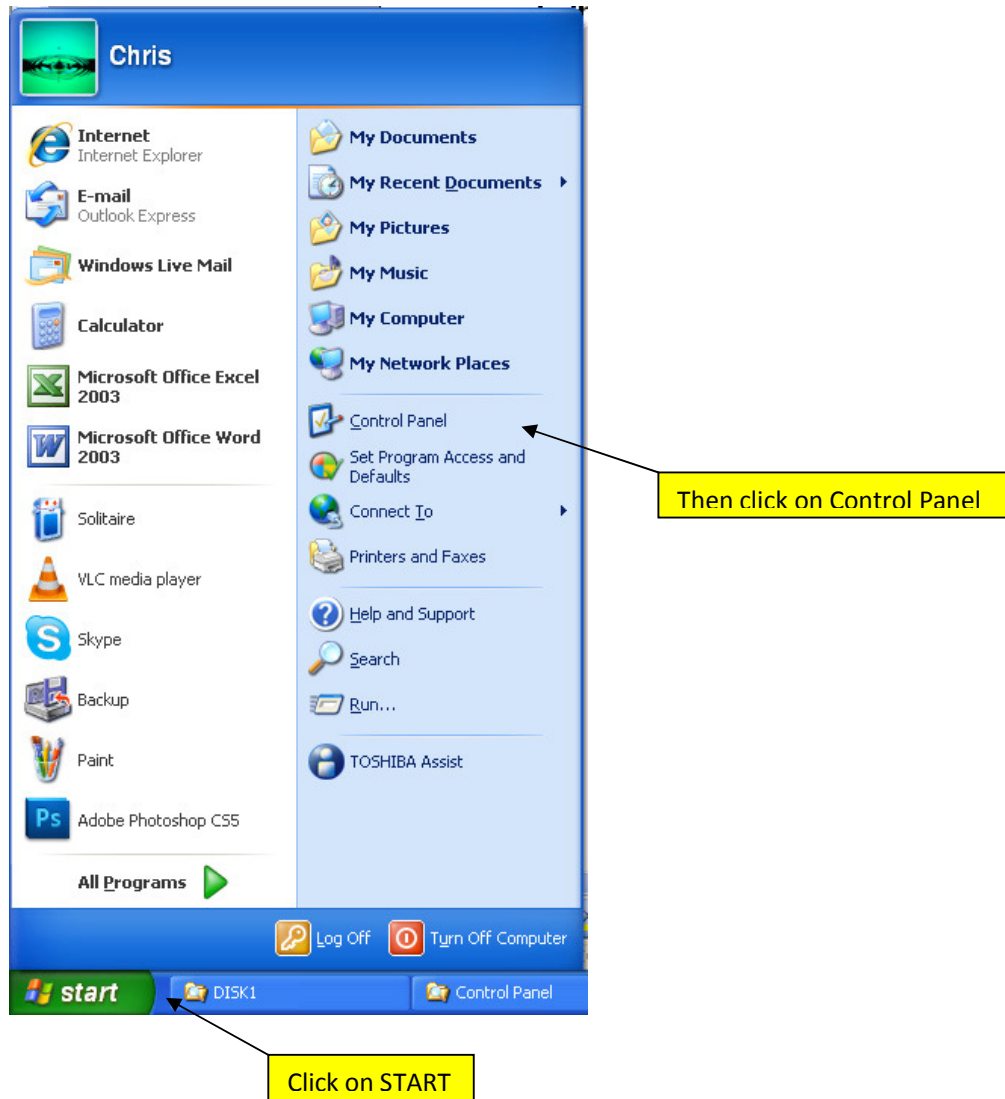 Chris
Internet
Internet Explorer
E-mail
Outlook Express
Windows Live Mail
Calculator
Microsoft Office Excel
2003
Microsoft Office Word
2003
Solitaire
VLC media player
Skype
Backup
Paint
Ps Adobe Photoshop CS5
All Programs
My Documents
My Recent Documents
My Pictures
My Music
My Computer
My Network Places
Control Panel
Set Program Access and
Defaults
Connect To
Printers and Faxes
Help and Support
Search
Run...
TOSHIBA Assist
Then click on Control Panel
Log Off Turn Off Computer
start DISK1 Control Panel
Click on START